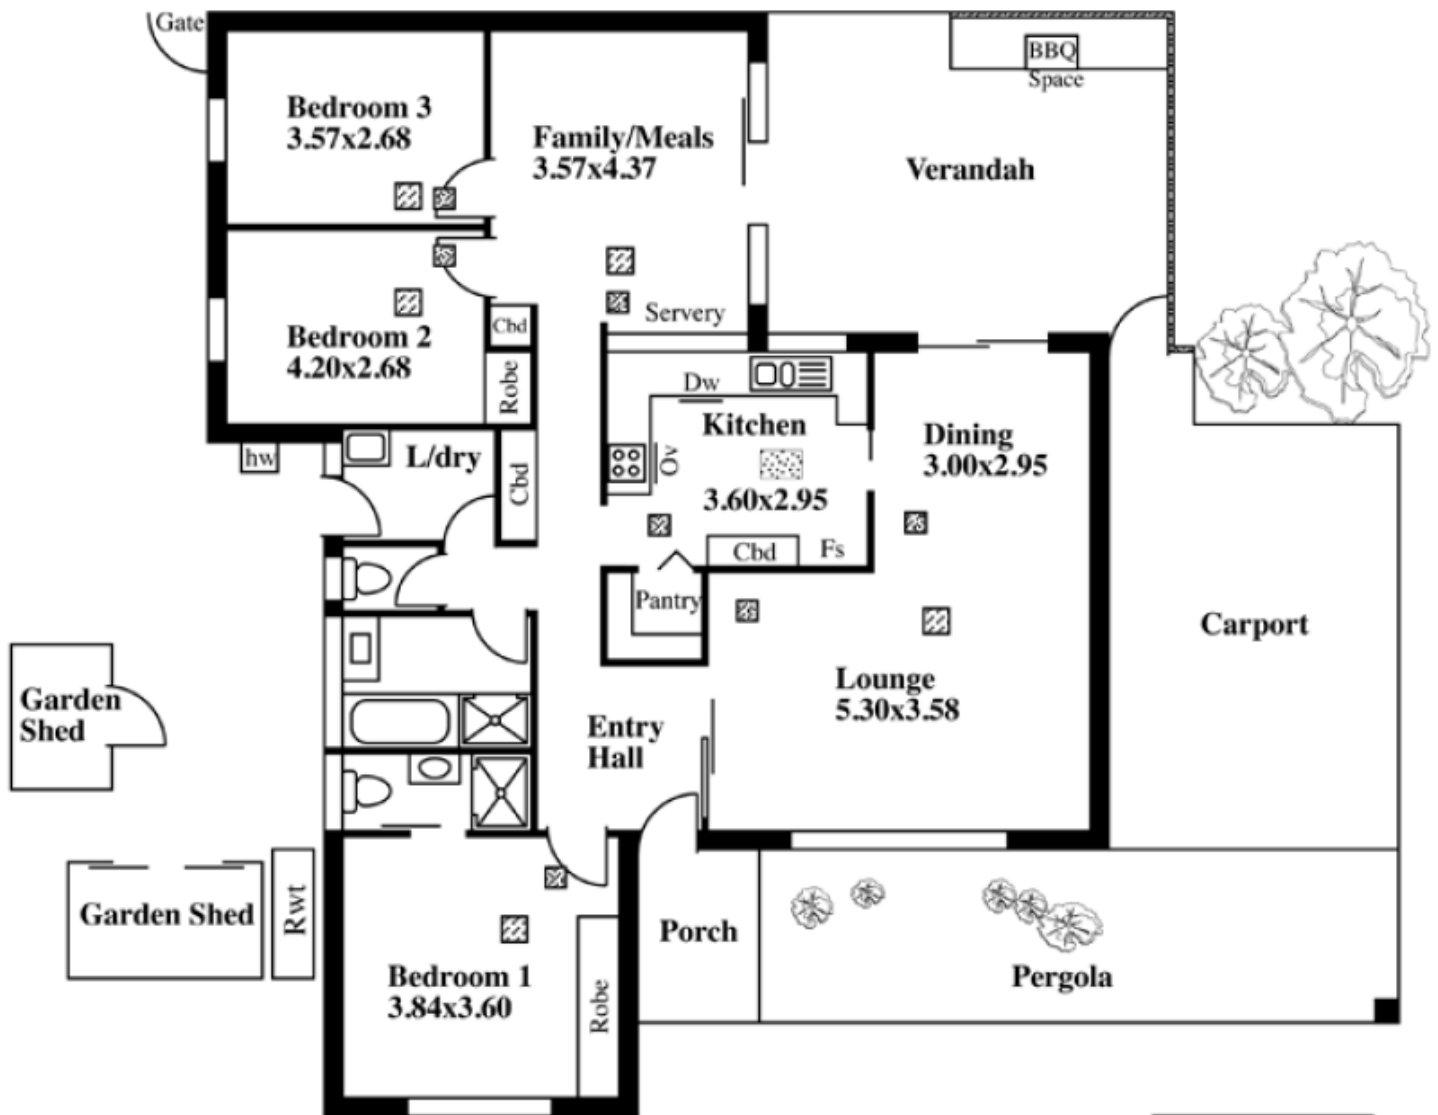 Gate
BBQ
Space
Bedroom 3
3.57x2.68
Family/Meals
3.57x4.37
Verandah
Servery
Cbd
Bedroom 2
4.20x2.68
Robe
Dw
Kitchen
3.60x2.95
Ov
Dining
3.00x2.95
hw
L/dry
Cbd
Cbd
Fs
Pantry
Carport
Lounge
5.30x3.58
Garden
Shed
Entry
Hall
Garden Shed
Rwt
Porch
Bedroom 1
3.84x3.60
Robe
Pergola